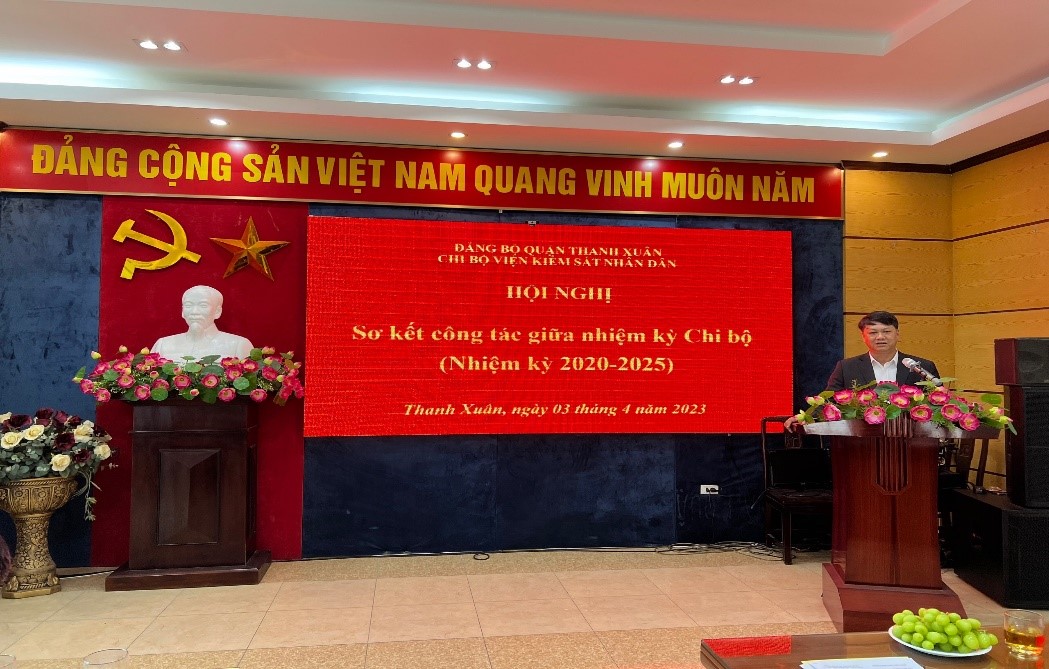 ĐẢNG CỘNG SẢN VIỆT NAM QUANG VINH MUÔN NĂM
ĐẢNG BỘ QUẬN THANH XUÂN
CHI BỘ VIỆN KIỂM SÁT NHÂN DÂN
HỘI NGHỊ
Sơ kết công tác giữa nhiệm kỳ Chi bộ
(Nhiệm kỳ 2020-2025)
Thanh Xuân, ngày 03 tháng 4 năm 2023